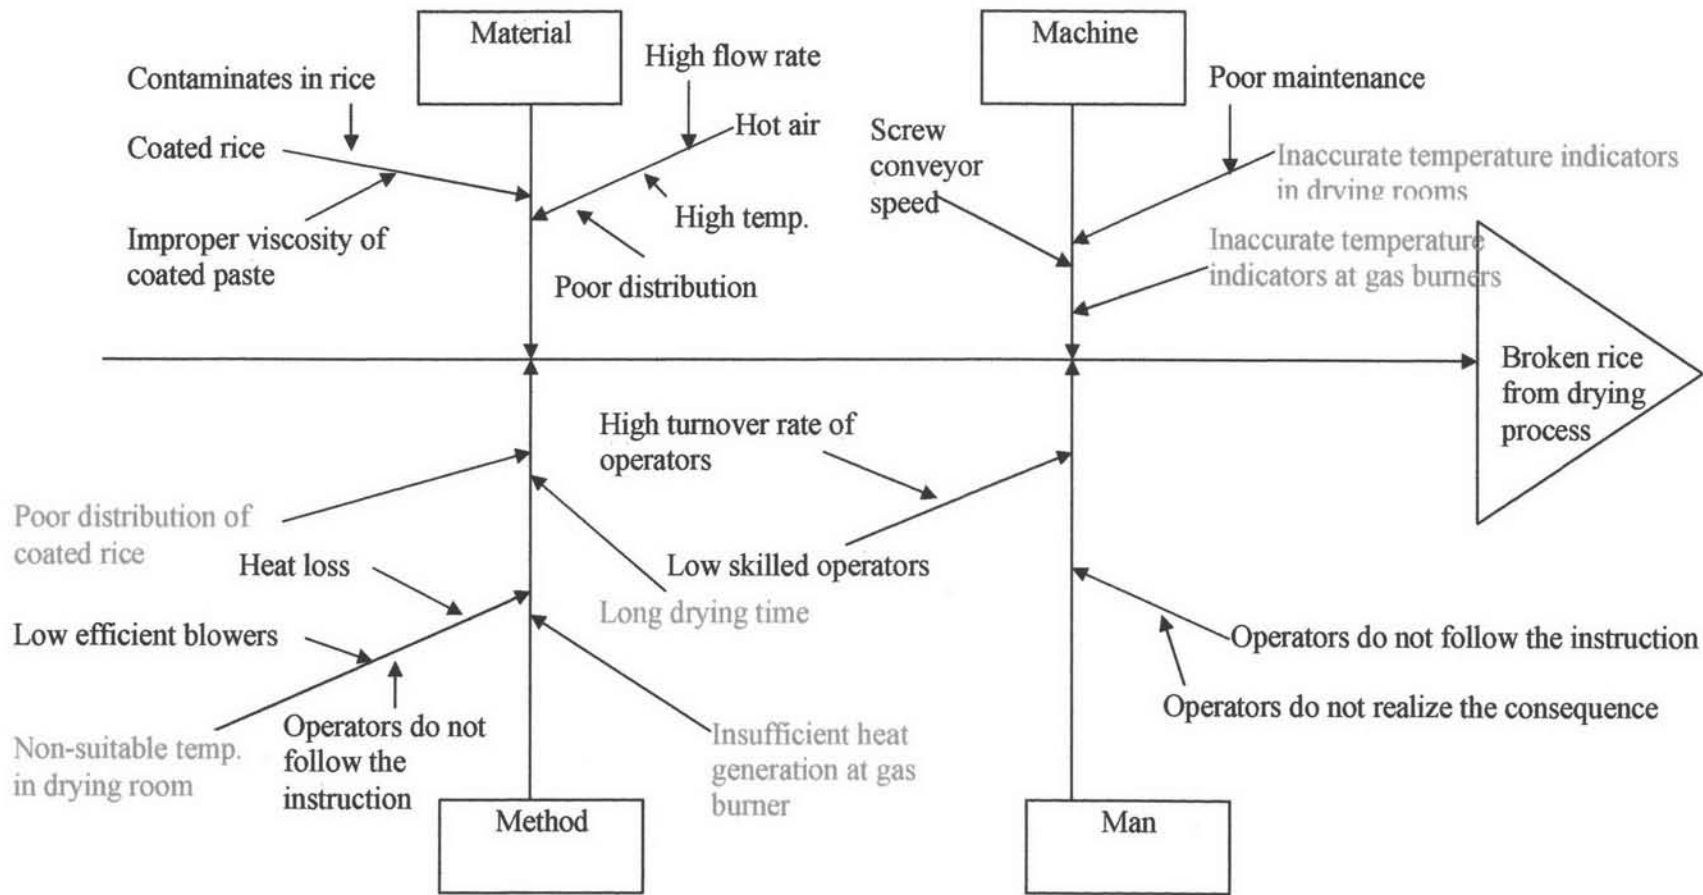 Material
Machine
High flow rate
Contaminates in rice
Poor maintenance
Hot air
Screw
conveyor
speed
Coated rice
Inaccurate temperature indicators
in drying rooms
High temp.
Improper viscosity of
coated paste
Inaccurate temperature
indicators at gas burners
Poor distribution
Broken rice
from drying
process
High turnover rate of
operators
Poor distribution of
coated rice
Heat loss
Low skilled operators
Long drying time
Low efficient blowers
Operators do not follow the instruction
Operators do not realize the consequence
Non-suitable temp.
in drying room
Operators do not
follow the
instruction
Insufficient heat
generation at gas
burner
Method
Man